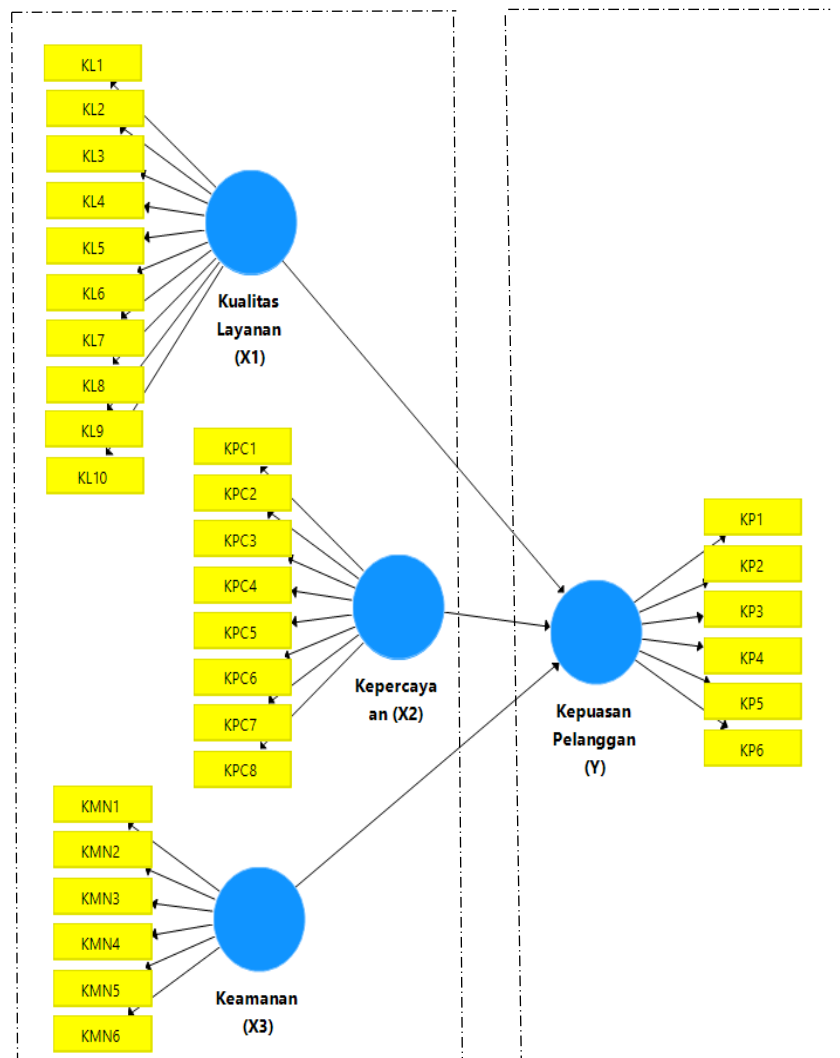 KL1
KL2
KL3
KL4
KL5
KL6
KL7
KL8
KL9
KL10
Kualitas
Layanan
(X1)
KPC1
KPC2
KPC3
KPC4
KPC5
KPC6
KPC7
KPC8
Kepercaya
an (X2)
KMN1
KMN2
KMN3
KMN4
KMN5
KMN6
Keamanan
(X3)
Kepuasan
Pelanggan
(Y)
KP1
KP2
KP3
KP4
KP5
KP6